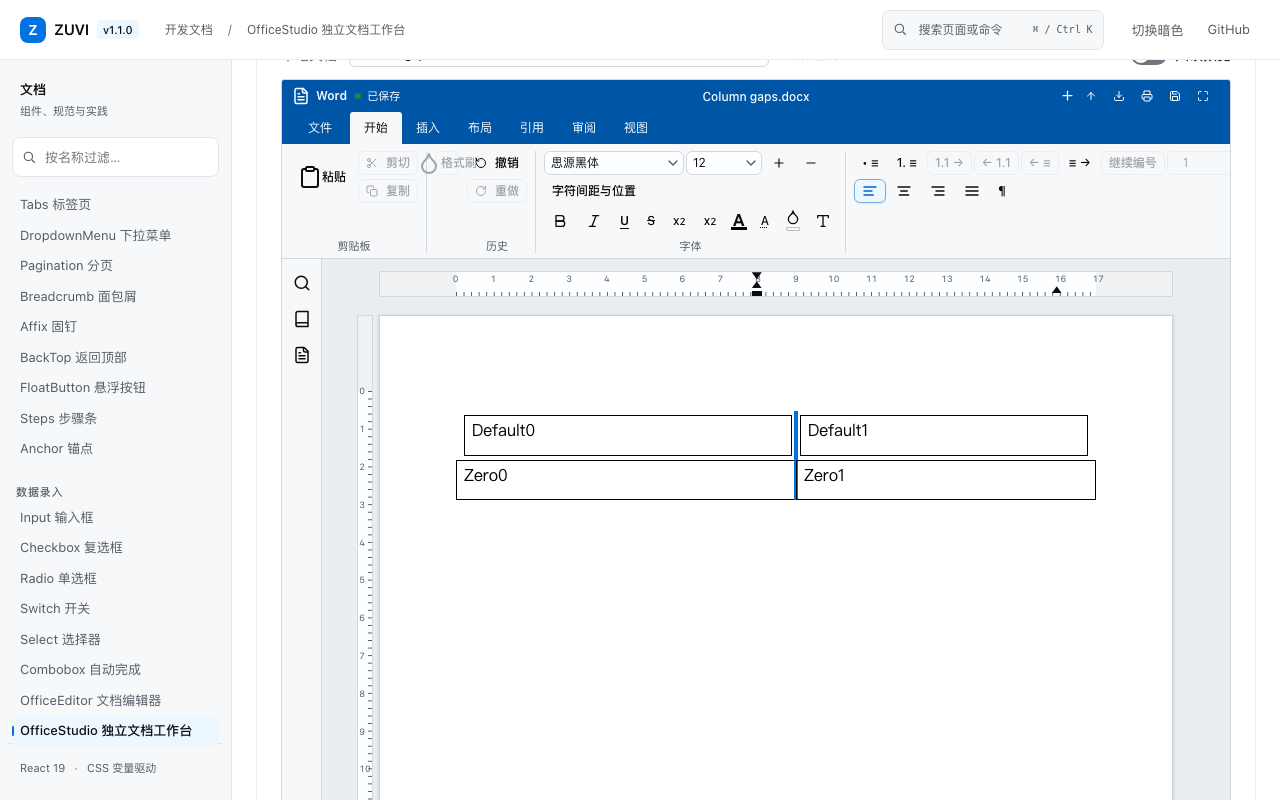 Z ZUVI v1.1.0 开发文档 / OfficeStudio 独立文档工作台 搜索页面或命令 ⌘ / Ctrl K 切换暗色 GitHub
文档
组件、规范与实践
按名称过滤...
Tabs 标签页
DropdownMenu 下拉菜单
Pagination 分页
Breadcrumb 面包屑
Affix 固钉
BackTop 返回顶部
FloatButton 悬浮按钮
Steps 步骤条
Anchor 锚点
数据录入
Input 输入框
Checkbox 复选框
Radio 单选框
Switch 开关
Select 选择器
Combobox 自动完成
OfficeEditor 文档编辑器
OfficeStudio 独立文档工作台
React 19 · CSS 变量驱动
Word 已保存 Column gaps.docx
文件 开始 插入 布局 引用 审阅 视图
粘贴 剪切 格式刷 撤销 思源黑体 12 + − • ≡ 1. ≡ 1.1 → ← 1.1 ← ≡ ≡ → 继续编号 1
复制 重做 字符间距与位置 ¶
B I U S x2 x2 A A T
剪贴板 历史 字体
0 1 2 3 4 5 6 7 8 9 10 11 12 13 14 15 16 17
0
1
2
3
4
5
6
7
8
9
10
Default0 Default1
Zero0 Zero1